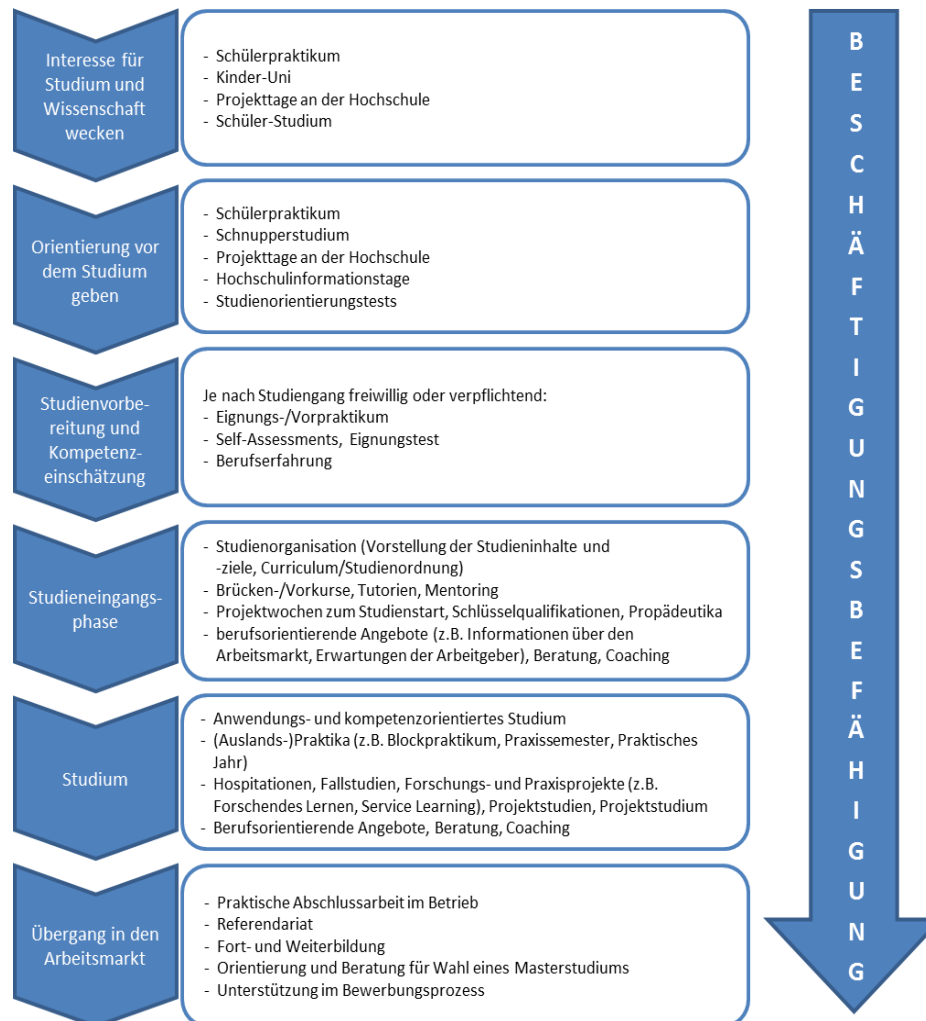 Interesse für
Studium und
Wissenschaft
wecken
- Schülerpraktikum
- Kinder-Uni
- Projekttage an der Hochschule
- Schüler-Studium
Orientierung vor
dem Studium
geben
- Schülerpraktikum
- Schnupperstudium
- Projekttage an der Hochschule
- Hochschulinformationstage
- Studienorientierungstests
Studienvorbe-
reitung und
Kompetenz-
einschätzung
Je nach Studiengang freiwillig oder verpflichtend:
- Eignungs-/Vorpraktikum
- Self-Assessments, Eignungstest
- Berufserfahrung
Studieneingangs-
phase
- Studienorganisation (Vorstellung der Studieninhalte und
-ziele, Curriculum/Studienordnung)
- Brücken-/Vorkurse, Tutorien, Mentoring
- Projektwochen zum Studienstart, Schlüsselqualifikationen, Propädeutika
- berufsorientierende Angebote (z.B. Informationen über den
Arbeitsmarkt, Erwartungen der Arbeitgeber), Beratung, Coaching
Studium
- Anwendungs- und kompetenzorientiertes Studium
- (Auslands-)Praktika (z.B. Blockpraktikum, Praxissemester, Praktisches
Jahr)
- Hospitationen, Fallstudien, Forschungs- und Praxisprojekte (z.B.
Forschendes Lernen, Service Learning), Projektstudien, Projektstudium
- Berufsorientierende Angebote, Beratung, Coaching
Übergang in den
Arbeitsmarkt
- Praktische Abschlussarbeit im Betrieb
- Referendariat
- Fort- und Weiterbildung
- Orientierung und Beratung für Wahl eines Masterstudiums
- Unterstützung im Bewerbungsprozess
BESCHÄFTIGUNGSBEFÄHIGUNG